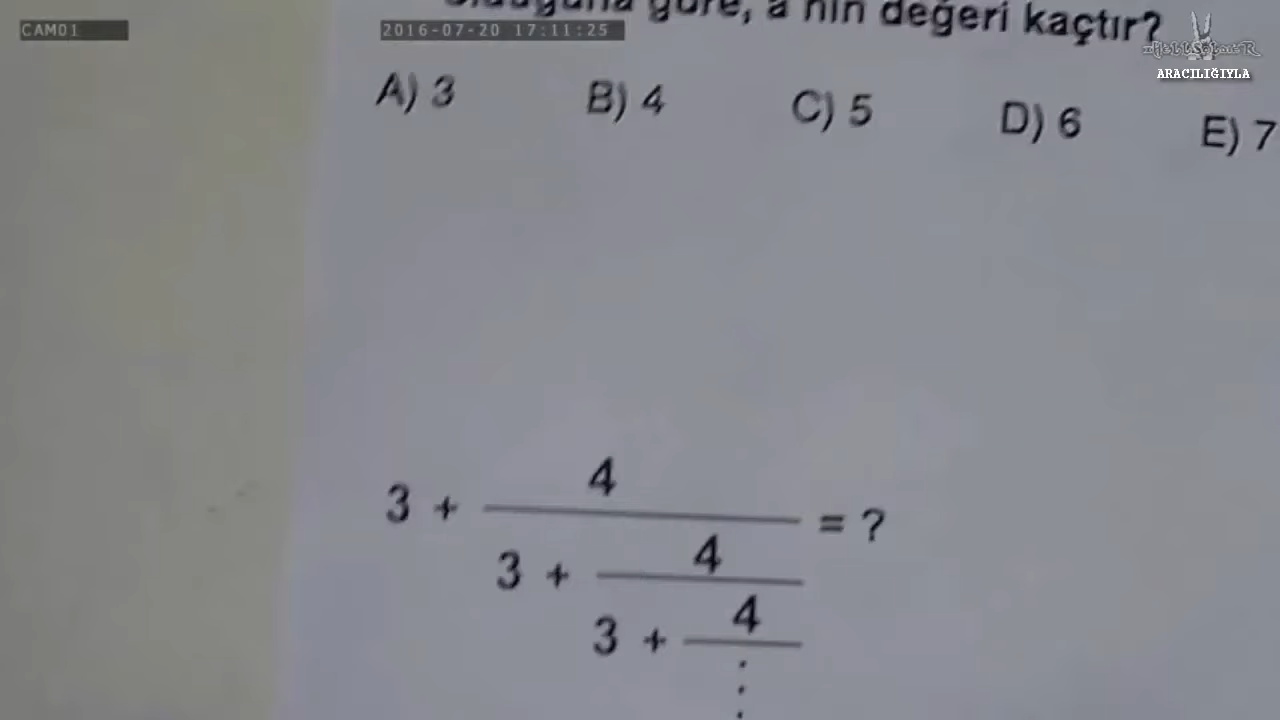 CAM01
2016-07-20 17:11:25
göre, a nın değeri kaçtır?
ARACILIĞIYLA
A) 3 B) 4 C) 5 D) 6 E) 7
4
3 + = ?
4
3 +
4
3 +